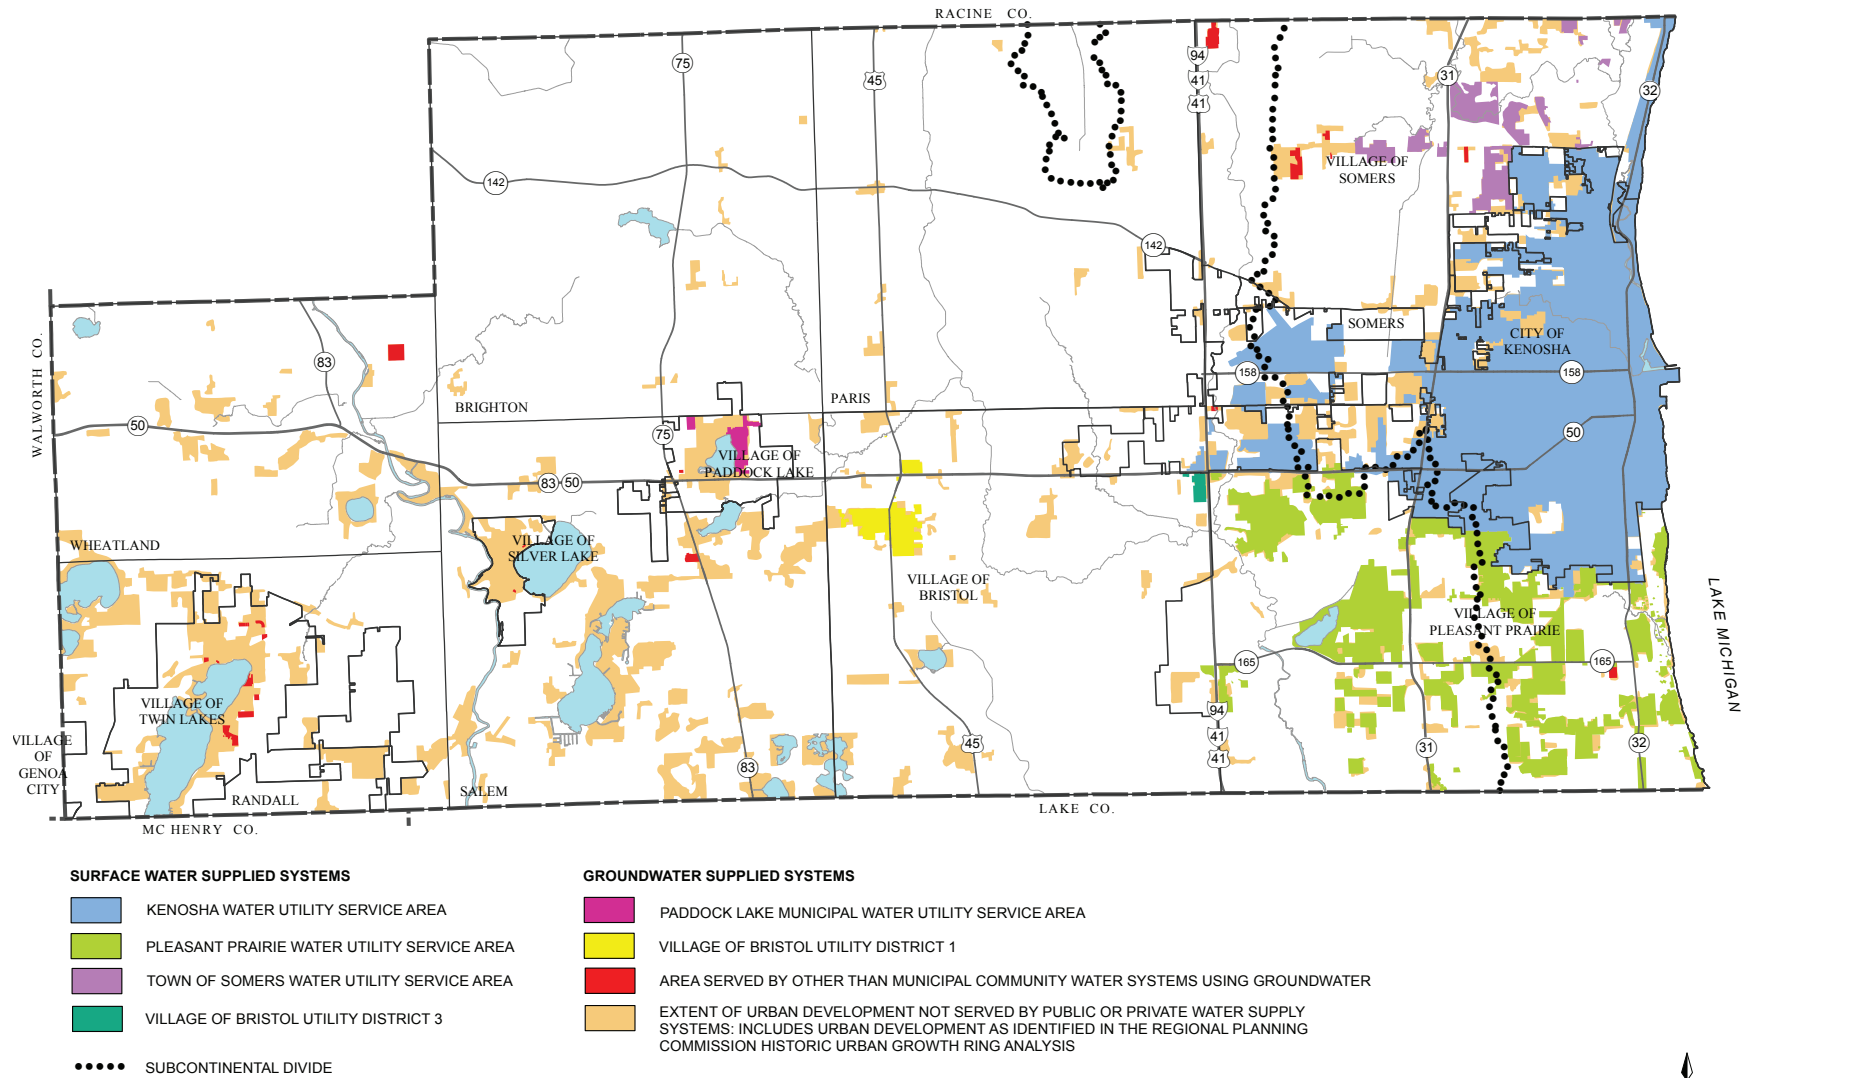 RACINE CO.
94
41
41
75
45
31
32
142
VILLAGE OF
SOMERS
142
WALWORTH CO.
83
SOMERS
CITY OF
KENOSHA
158
158
BRIGHTON
PARIS
50
75
50
VILLAGE OF
PADDOCK LAKE
83
50
WHEATLAND
VILLAGE OF
SILVER LAKE
VILLAGE OF
BRISTOL
LAKE MICHIGAN
VILLAGE OF
PLEASANT PRAIRIE
165
165
VILLAGE OF
TWIN LAKES
94
41
41
VILLAGE
OF
GENOA
CITY
45
31
32
83
SALEM
RANDALL
LAKE CO.
MC HENRY CO.
SURFACE WATER SUPPLIED SYSTEMS
KENOSHA WATER UTILITY SERVICE AREA
PLEASANT PRAIRIE WATER UTILITY SERVICE AREA
TOWN OF SOMERS WATER UTILITY SERVICE AREA
VILLAGE OF BRISTOL UTILITY DISTRICT 3
SUBCONTINENTAL DIVIDE
GROUNDWATER SUPPLIED SYSTEMS
PADDOCK LAKE MUNICIPAL WATER UTILITY SERVICE AREA
VILLAGE OF BRISTOL UTILITY DISTRICT 1
AREA SERVED BY OTHER THAN MUNICIPAL COMMUNITY WATER SYSTEMS USING GROUNDWATER
EXTENT OF URBAN DEVELOPMENT NOT SERVED BY PUBLIC OR PRIVATE WATER SUPPLY
SYSTEMS: INCLUDES URBAN DEVELOPMENT AS IDENTIFIED IN THE REGIONAL PLANNING
COMMISSION HISTORIC URBAN GROWTH RING ANALYSIS